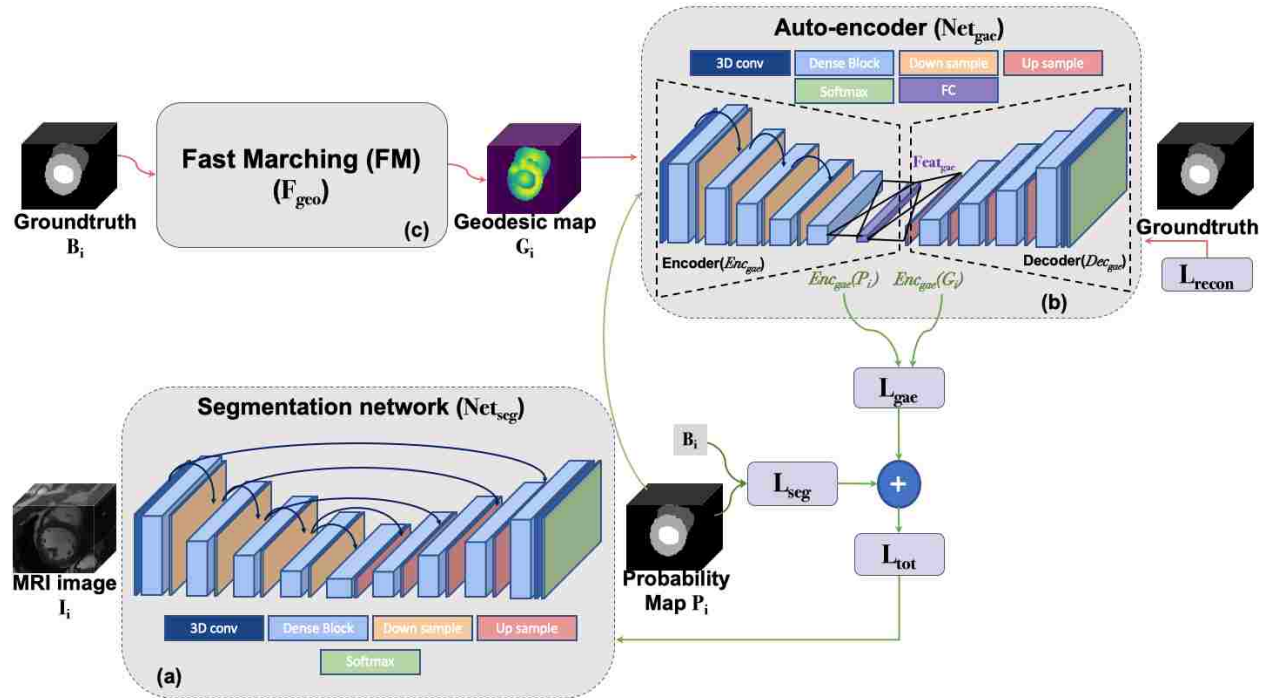 Auto-encoder (Netgae)
3D conv
Dense Block
Down sample
Up sample
Softmax
FC
Featgae
Encoder(Encgae)
Decoder(Decgae)
Encgae(Pi)
Encgae(Gi)
(b)
Groundtruth
Bi
Fast Marching (FM)
(Fgeo)
(c)
Geodesic map
Gi
Groundtruth
Lrecon
Lgae
Bi
Lseg
+
Ltot
Segmentation network (Netseg)
MRI image
Ii
Probability
Map Pi
3D conv
Dense Block
Down sample
Up sample
Softmax
(a)